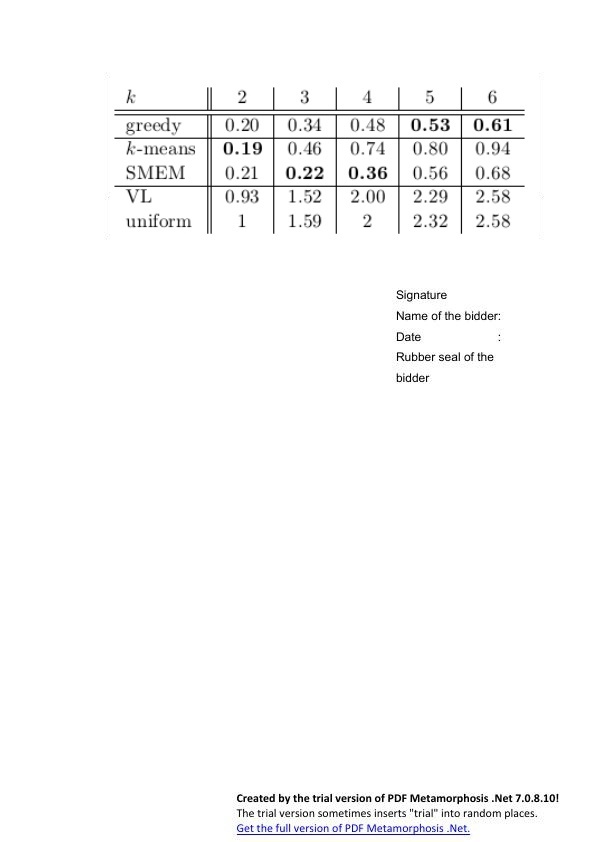 k 2 3 4 5 6
greedy 0.20 0.34 0.48 0.53 0.61
k-means 0.19 0.46 0.74 0.80 0.94
SMEM 0.21 0.22 0.36 0.56 0.68
VL 0.93 1.52 2.00 2.29 2.58
uniform 1 1.59 2 2.32 2.58
Signature
Name of the bidder:
Date :
Rubber seal of the
bidder
Created by the trial version of PDF Metamorphosis .Net 7.0.8.10!
The trial version sometimes inserts "trial" into random places.
Get the full version of PDF Metamorphosis .Net.